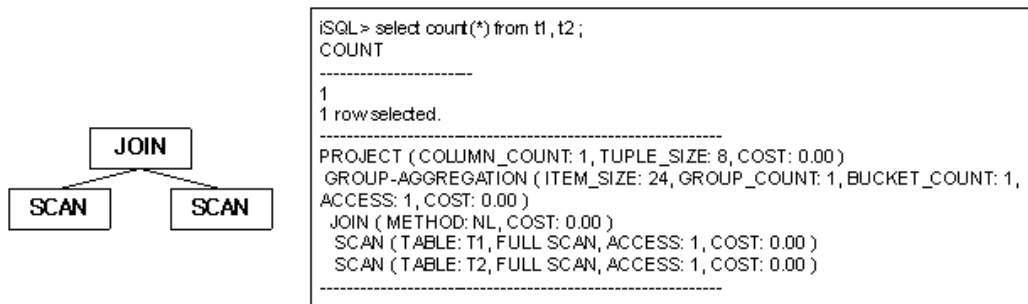 JOIN
SCAN SCAN
iSQL> select count(*) from t1, t2 ;
COUNT
-----------------------
1
1 row selected.
------------------------------------------------------------
PROJECT ( COLUMN_COUNT: 1, TUPLE_SIZE: 8, COST: 0.00 )
GROUP-AGGREGATION ( ITEM_SIZE: 24, GROUP_COUNT: 1, BUCKET_COUNT: 1,
ACCESS: 1, COST: 0.00 )
JOIN ( METHOD: NL, COST: 0.00 )
SCAN ( TABLE: T1, FULL SCAN, ACCESS: 1, COST: 0.00 )
SCAN ( TABLE: T2, FULL SCAN, ACCESS: 1, COST: 0.00 )
------------------------------------------------------------